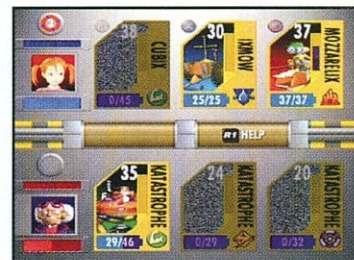 38
CUBIX
0/45
30
IKNOW
25/25
37
MOZZARELIX
37/37
R1 HELP
35
KATASTROPHE
29/46
24
KATASTROPHE
0/29
20
KATASTROPHE
0/32